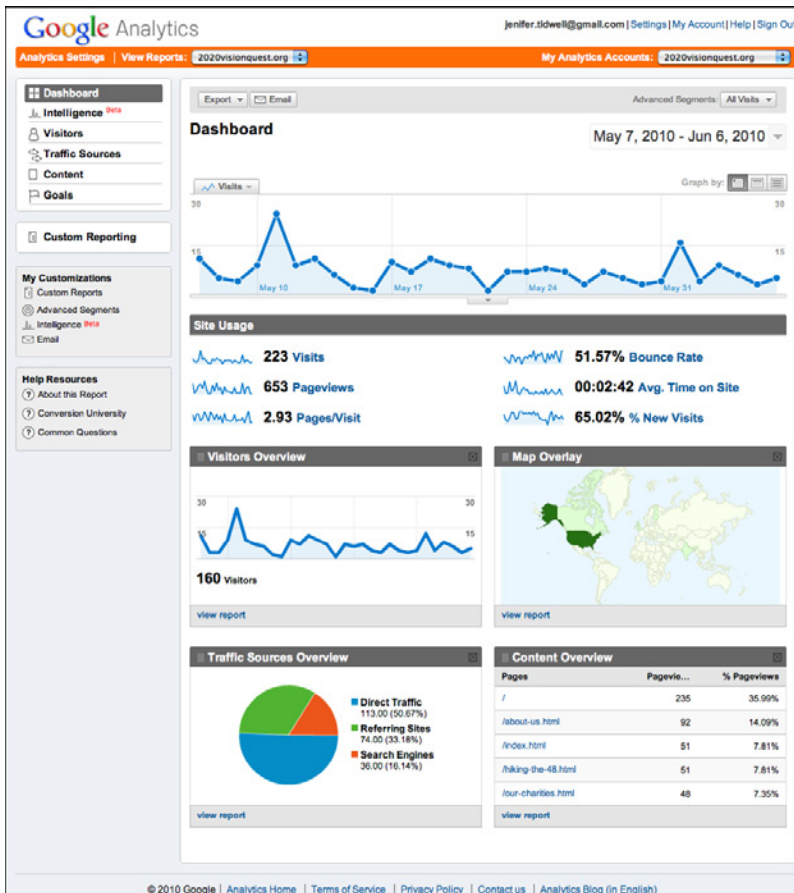 Google Analytics
jenifer.tidwell@gmail.com | Settings | My Account | Help | Sign Out
Analytics Settings | View Reports: 2020visionquest.org
My Analytics Accounts: 2020visionquest.org
Dashboard
Intelligence Beta
Visitors
Traffic Sources
Content
Goals
Custom Reporting
My Customizations
Custom Reports
Advanced Segments
Intelligence Beta
Email
Help Resources
About this Report
Conversion University
Common Questions
Export Email
Advanced Segments: All Visits
Dashboard
May 7, 2010 - Jun 6, 2010
Visits
Graph by:
30 30
15 15
May 10 May 17 May 24 May 31
Site Usage
223 Visits
653 Pageviews
2.93 Pages/Visit
51.57% Bounce Rate
00:02:42 Avg. Time on Site
65.02% % New Visits
Visitors Overview
30 30
15 15
160 Visitors
view report
Map Overlay
view report
Traffic Sources Overview
Direct Traffic
113.00 (50.67%)
Referring Sites
74.00 (33.18%)
Search Engines
36.00 (16.14%)
view report
Content Overview
Pages Pagevie... % Pageviews
/ 235 35.99%
/about-us.html 92 14.09%
/index.html 51 7.81%
/hiking-the-48.html 51 7.81%
/our-charities.html 48 7.35%
view report
© 2010 Google | Analytics Home | Terms of Service | Privacy Policy | Contact us | Analytics Blog (in English)